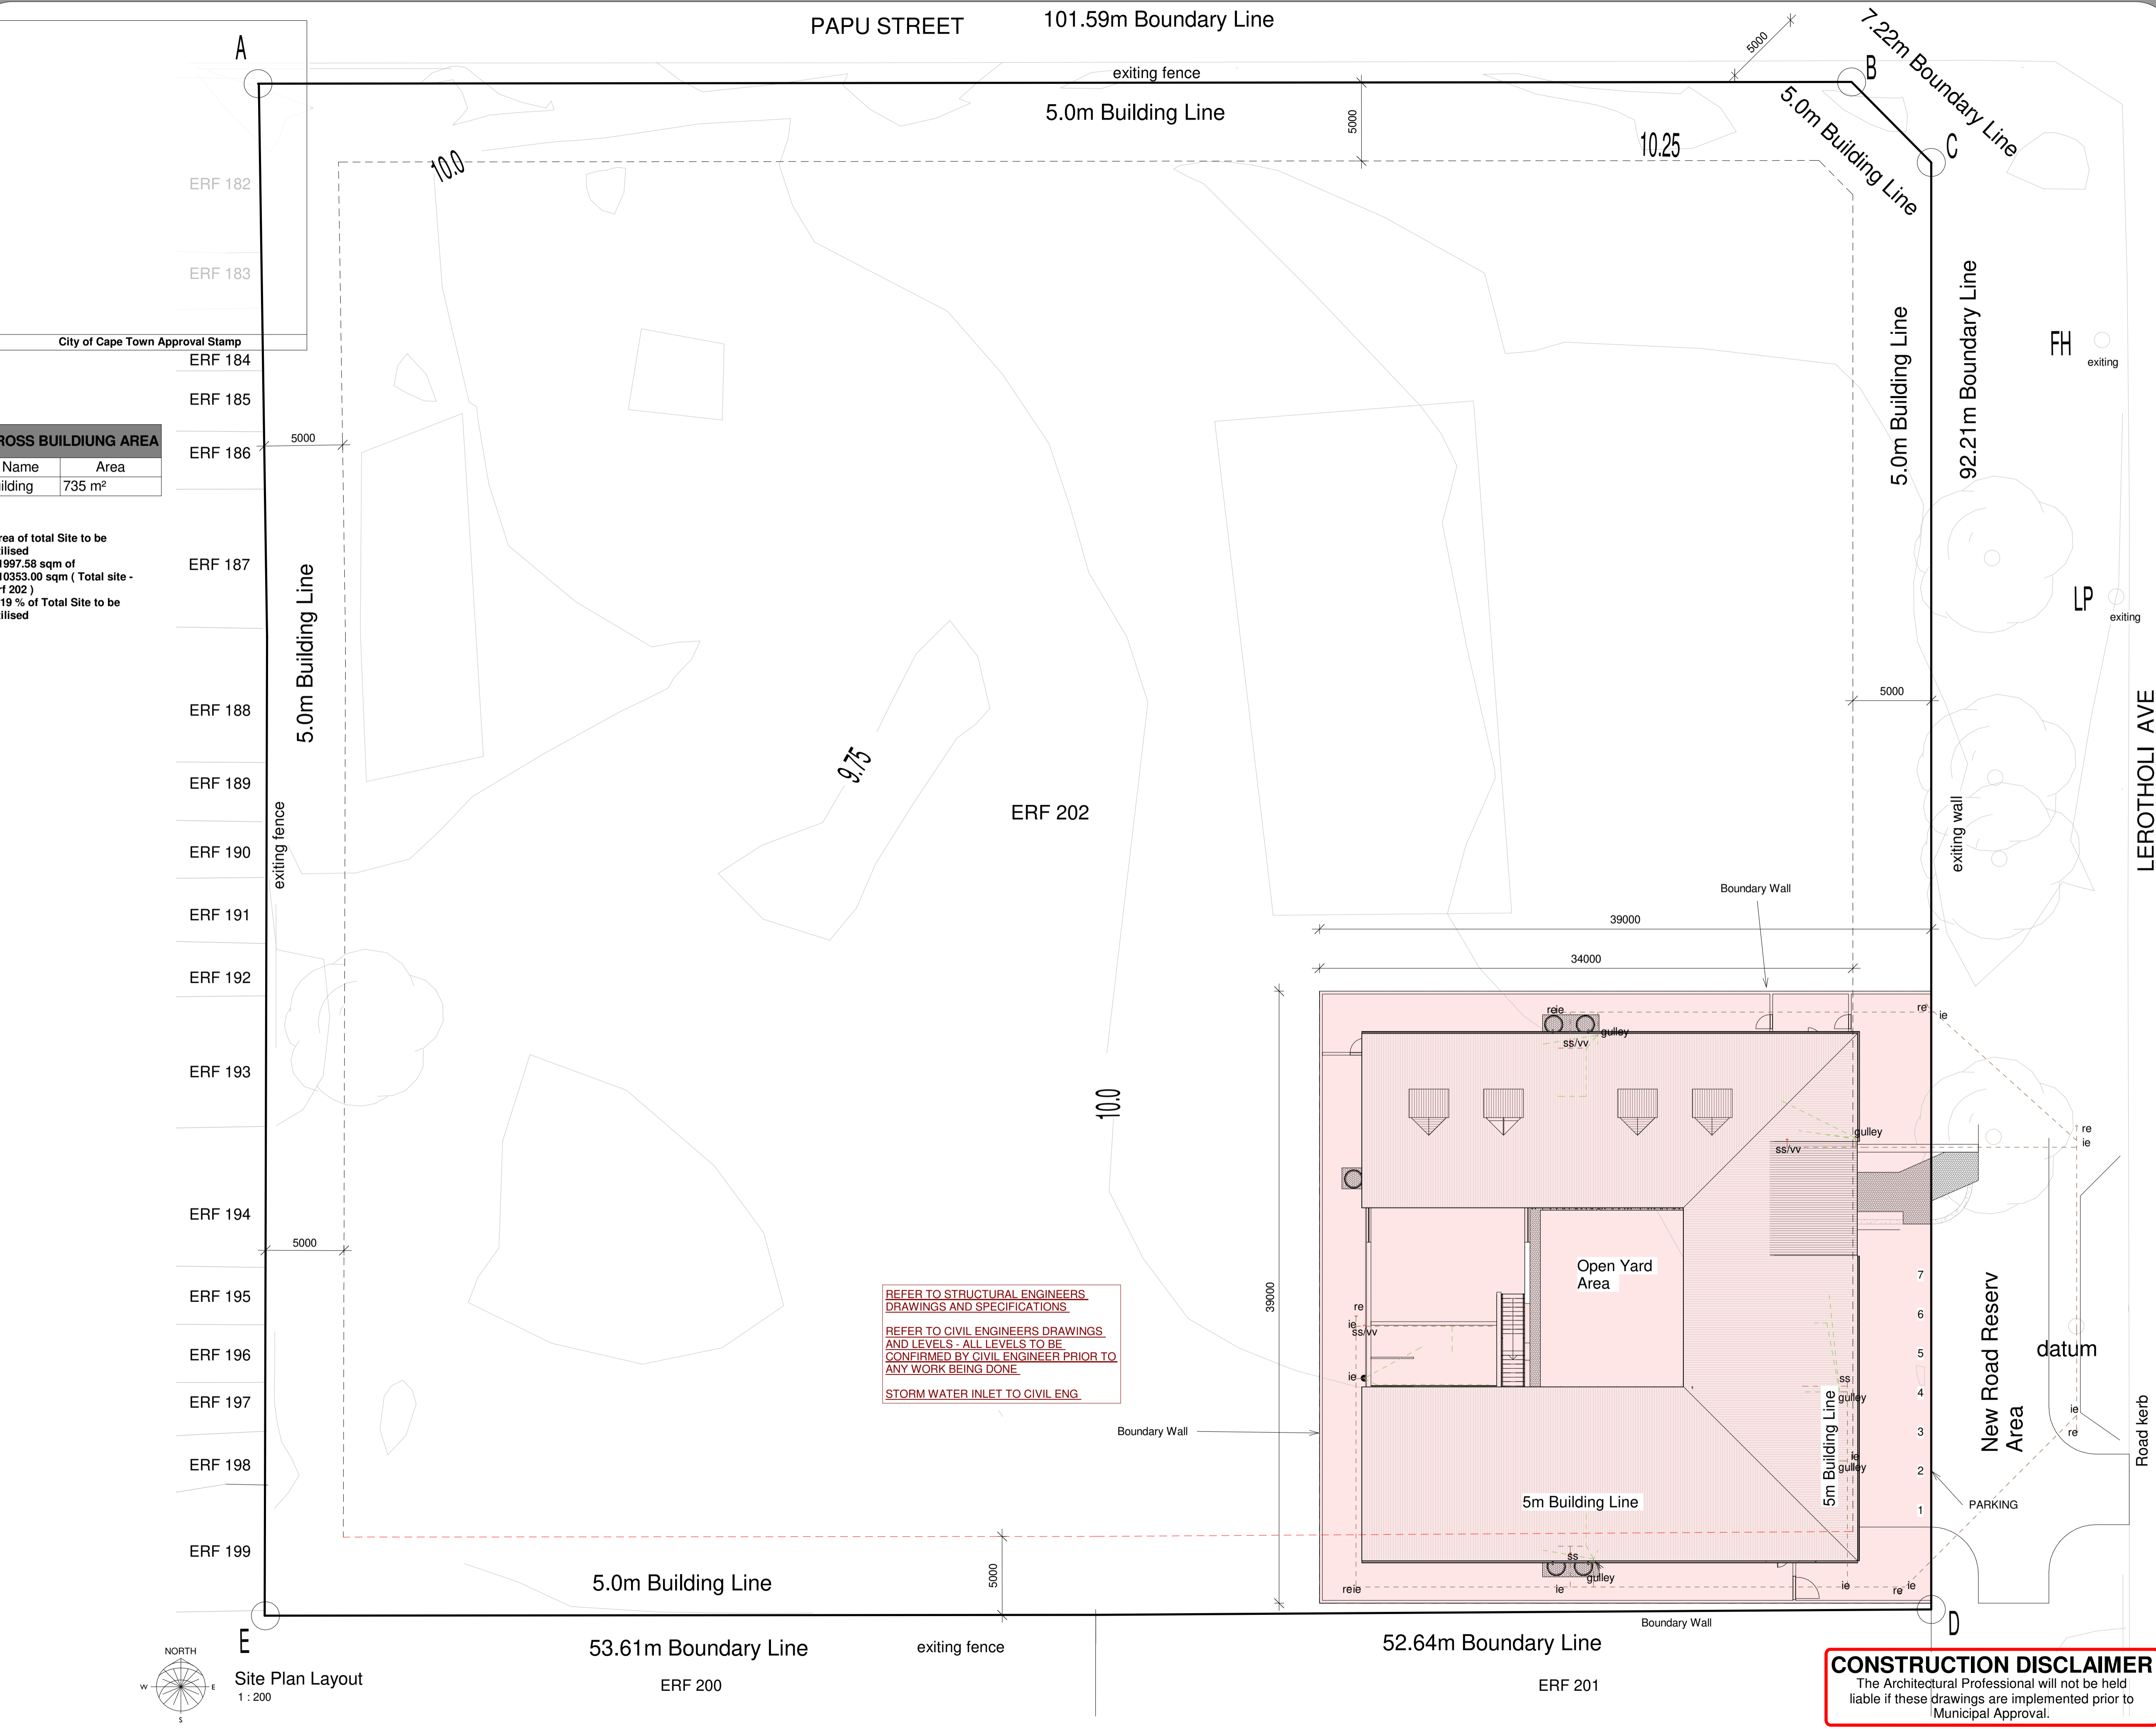 PAPU STREET
101.59m Boundary Line
7.22m Boundary Line
A
B
C
exiting fence
5.0m Building Line
5.0m Building Line
5000
5000
10.0
10.25
ERF 182
ERF 183
City of Cape Town Approval Stamp
ERF 184
ERF 185
ERF 186
ERF 187
ERF 188
ERF 189
ERF 190
ERF 191
ERF 192
ERF 193
ERF 194
ERF 195
ERF 196
ERF 197
ERF 198
ERF 199
ROSS BUILDIUNG AREA
Name Area
ilding 735 m²
rea of total Site to be
tilised
1997.58 sqm of
10353.00 sqm ( Total site -
rf 202 )
19 % of Total Site to be
tilised
5000
5.0m Building Line
exiting fence
5000
9.75
ERF 202
10.0
5.0m Building Line
92.21m Boundary Line
FH
exiting
LP
exiting
5000
LEROTHOLI AVE
exiting wall
Boundary Wall
39000
34000
39000
reie
gulley
ss/vv
re
ie
gulley
ss/vv
re
ie
Open Yard
Area
re
ie
ss/vv
ie
7
6
5
4
3
2
1
New Road Reserv
Area
datum
ss
gulley
5m Building Line
ie
gulley
ie
re
Road kerb
PARKING
REFER TO STRUCTURAL ENGINEERS
DRAWINGS AND SPECIFICATIONS
REFER TO CIVIL ENGINEERS DRAWINGS
AND LEVELS - ALL LEVELS TO BE
CONFIRMED BY CIVIL ENGINEER PRIOR TO
ANY WORK BEING DONE
STORM WATER INLET TO CIVIL ENG
Boundary Wall
5m Building Line
ss
gulley
reie
ie
ie
re
ie
5000
5.0m Building Line
E
D
Boundary Wall
53.61m Boundary Line
exiting fence
52.64m Boundary Line
ERF 200
ERF 201
NORTH
W
E
S
Site Plan Layout
1 : 200
CONSTRUCTION DISCLAIMER
The Architectural Professional will not be held
liable if these drawings are implemented prior to
Municipal Approval.